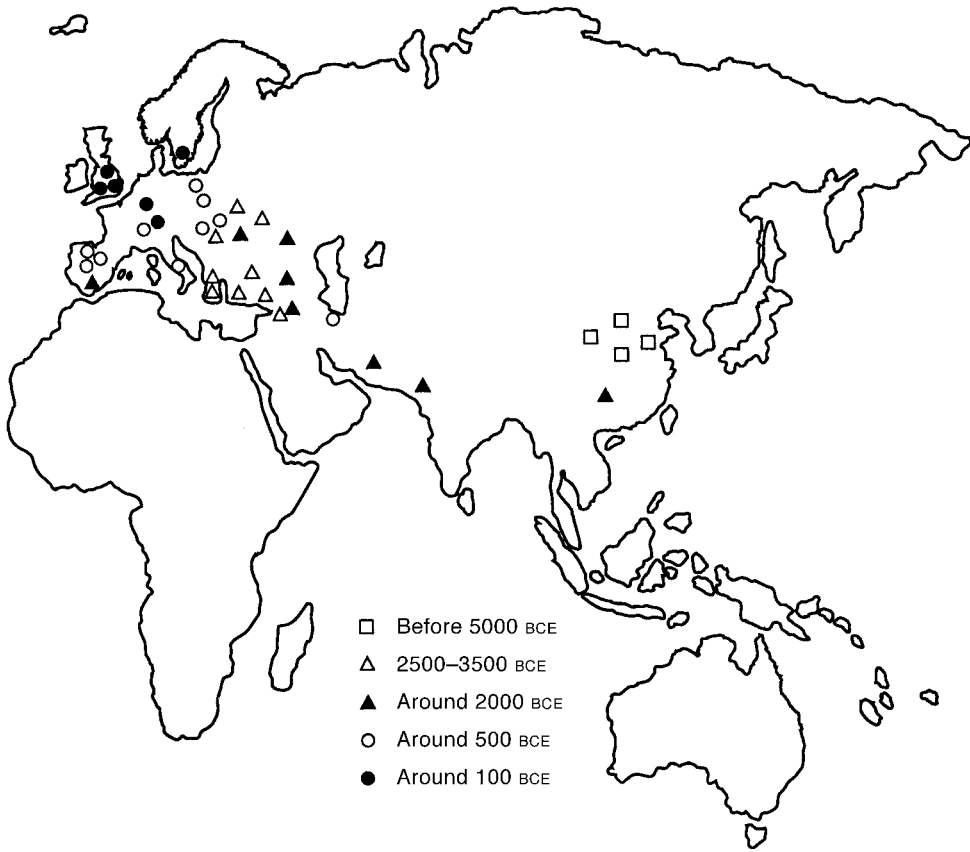 Before 5000 BCE
2500–3500 BCE
Around 2000 BCE
Around 500 BCE
Around 100 BCE